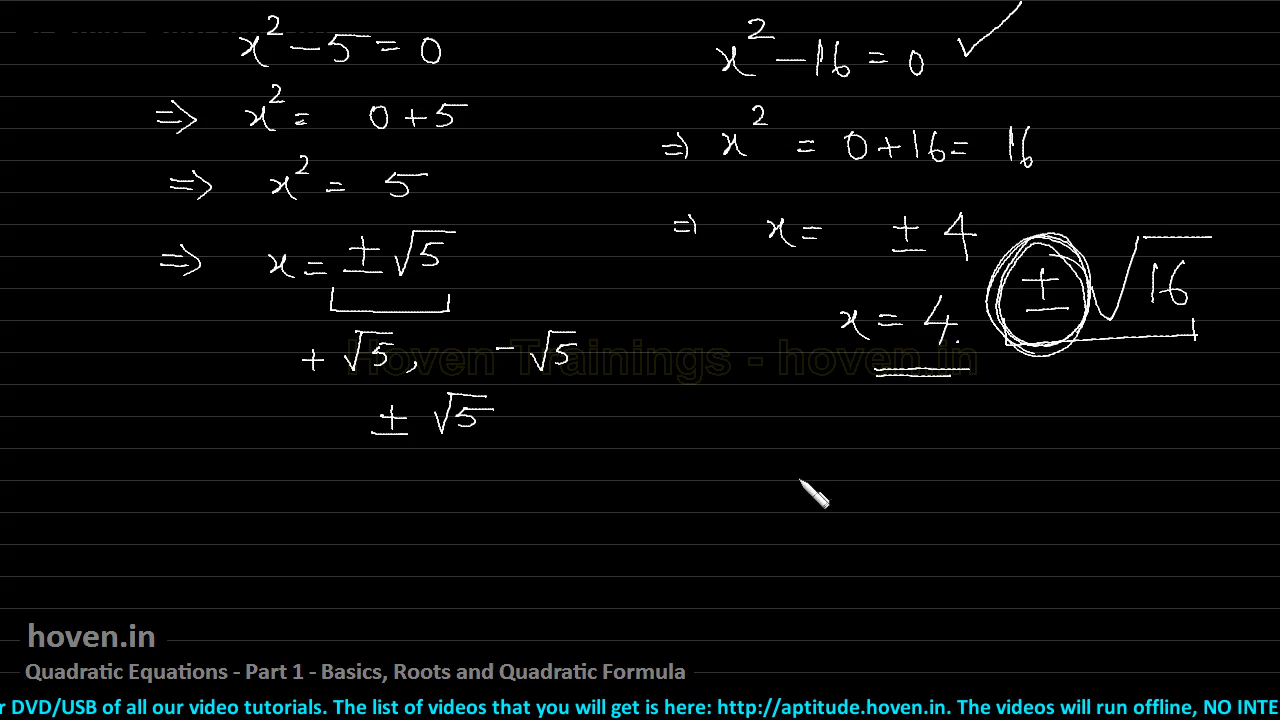 x² - 5 = 0
⇒ x² = 0 + 5
⇒ x² = 5
⇒ x = ± √5
+ √5, - √5
± √5
x² - 16 = 0 ✓
⇒ x² = 0 + 16 = 16
⇒ x = ± 4
± √16
x = 4.
Hoven Trainings - hoven.in
hoven.in
Quadratic Equations - Part 1 - Basics, Roots and Quadratic Formula
r DVD/USB of all our video tutorials. The list of videos that you will get is here: http://aptitude.hoven.in. The videos will run offline, NO INTE